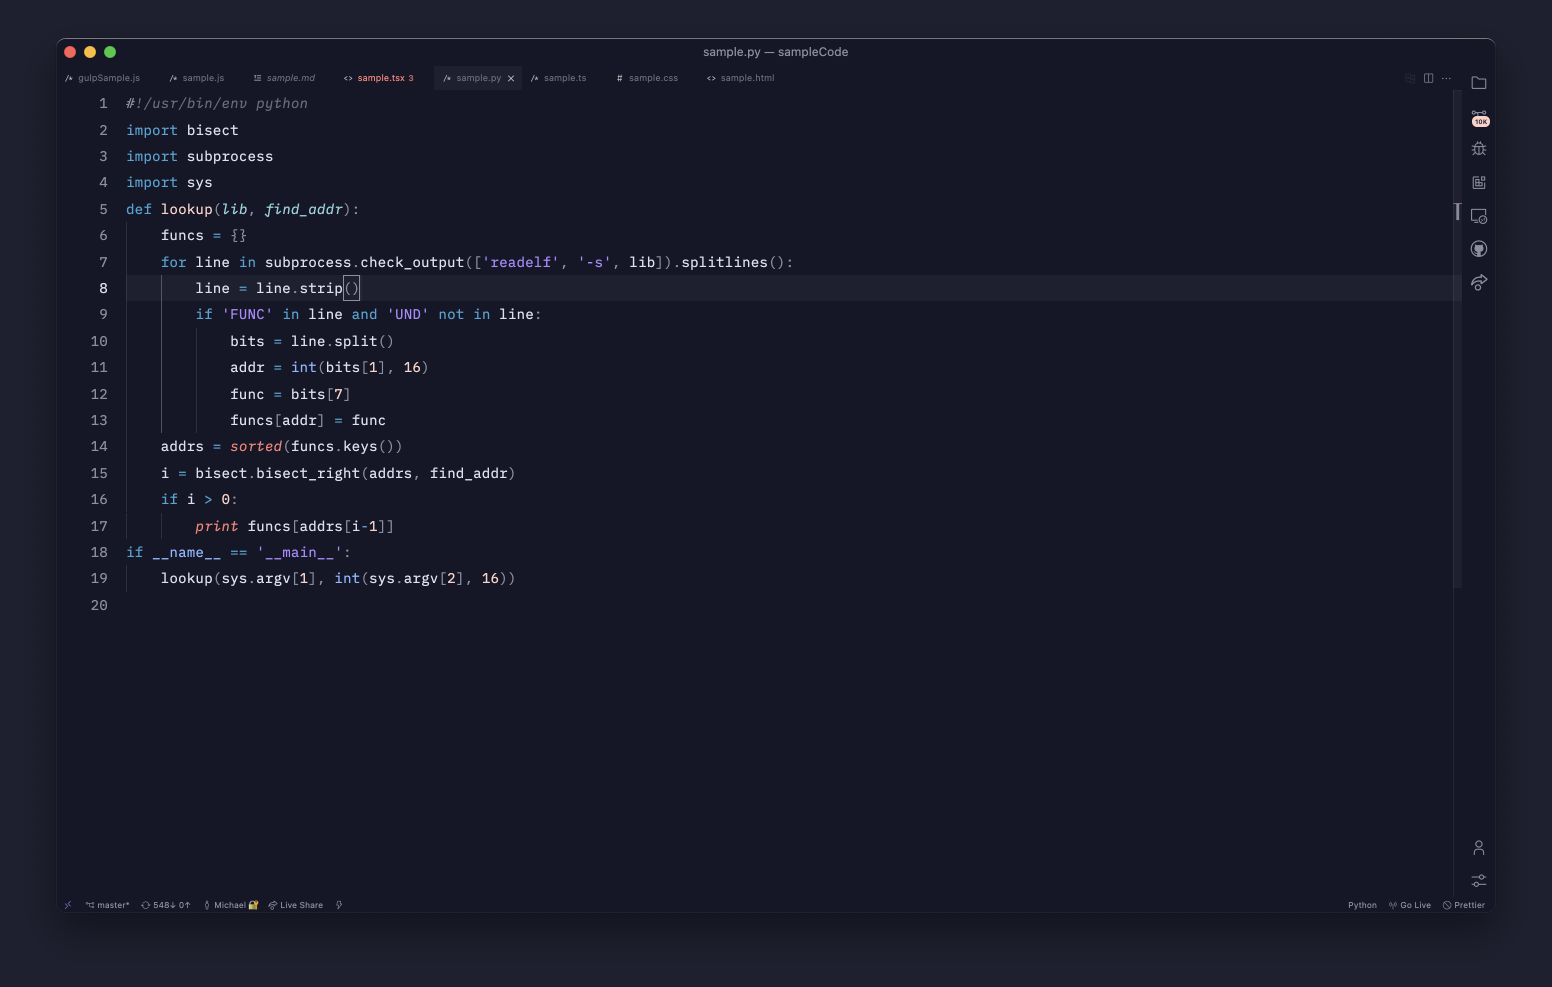 sample.py — sampleCode
gulpSample.js sample.js sample.md <> sample.tsx 3 sample.py × sample.ts # sample.css <> sample.html ...
1 #!/usr/bin/env python
2 import bisect
3 import subprocess
4 import sys
5 def lookup(lib, find_addr):
6     funcs = {}
7     for line in subprocess.check_output(['readelf', '-s', lib]).splitlines():
8         line = line.strip()
9         if 'FUNC' in line and 'UND' not in line:
10             bits = line.split()
11             addr = int(bits[1], 16)
12             func = bits[7]
13             funcs[addr] = func
14     addrs = sorted(funcs.keys())
15     i = bisect.bisect_right(addrs, find_addr)
16     if i > 0:
17         print funcs[addrs[i-1]]
18 if __name__ == '__main__':
19     lookup(sys.argv[1], int(sys.argv[2], 16))
20
10K
master* 548↓ 0↑ Michael 🔐 Live Share Python Go Live Prettier